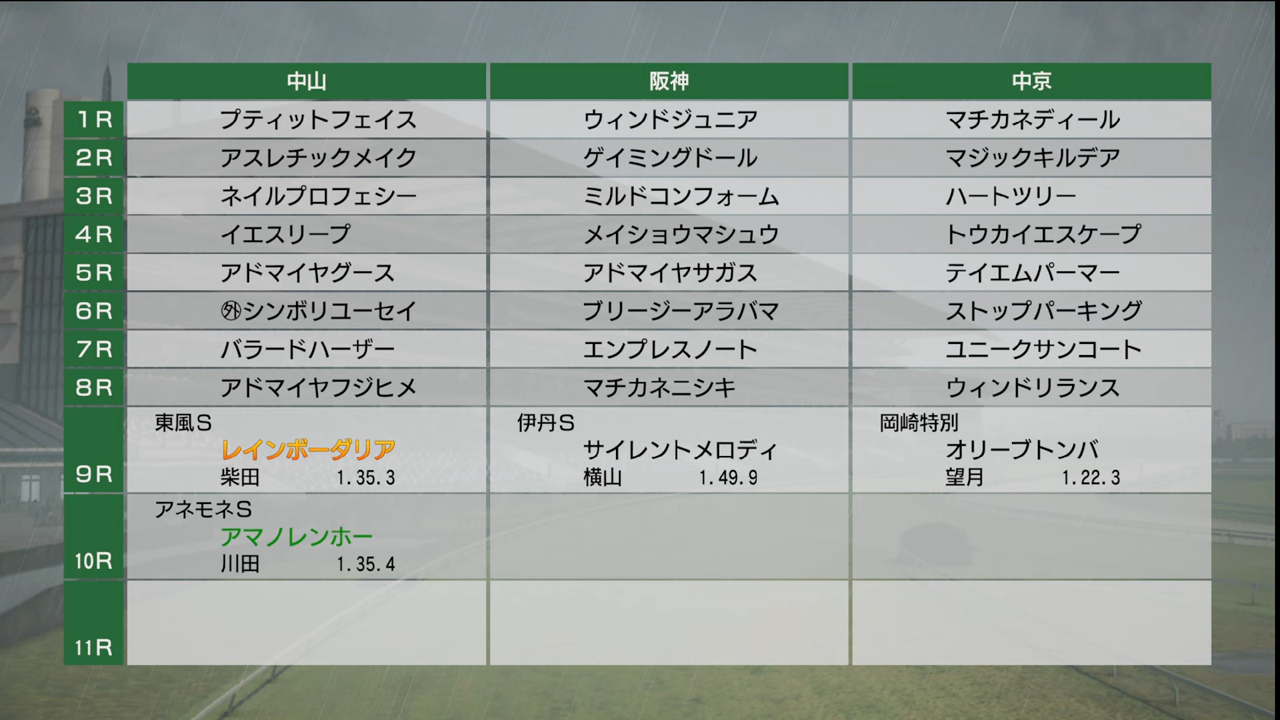 中山 阪神 中京
1R プティットフェイス ウィンドジュニア マチカネディール
2R アスレチックメイク ゲイミングドール マジックキルデア
3R ネイルプロフェシー ミルドコンフォーム ハートツリー
4R イエスリープ メイショウマシュウ トウカイエスケープ
5R アドマイヤグース アドマイヤサガス テイエムパーマー
6R ㊕シンボリユーセイ ブリージーアラバマ ストップパーキング
7R バラードハーザー エンプレスノート ユニークサンコート
8R アドマイヤフジヒメ マチカネニシキ ウィンドリランス
東風S 伊丹S 岡崎特別
レインボーダリア サイレントメロディ オリーブトンバ
9R 柴田 1.35.3 横山 1.49.9 望月 1.22.3
アネモネS
アマノレンホー
10R 川田 1.35.4
11R